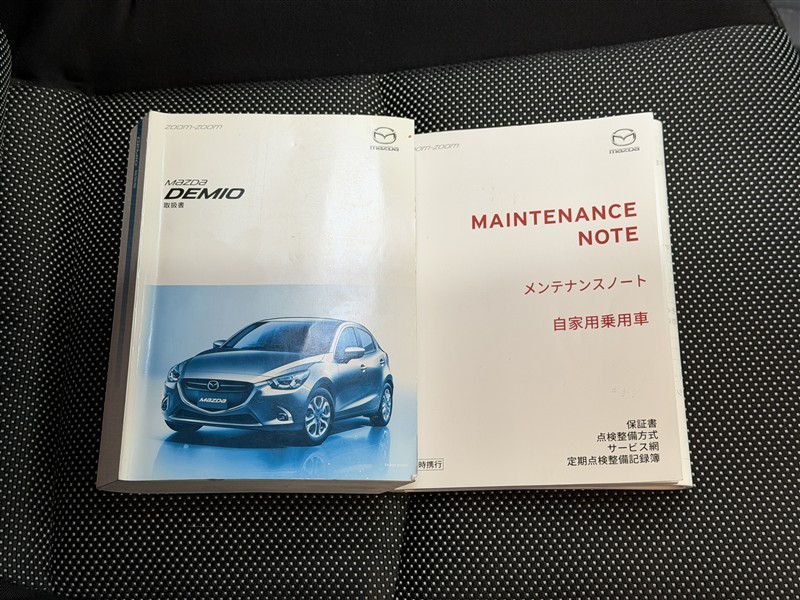 zoom-zoom
mazda
mazda
DEMIO
取扱書
mazda
oom-zoom
mazda
MAINTENANCE
NOTE
メンテナンスノート
自家用乗用車
保証書
点検整備方式
サービス網
定期点検整備記録簿
時携行